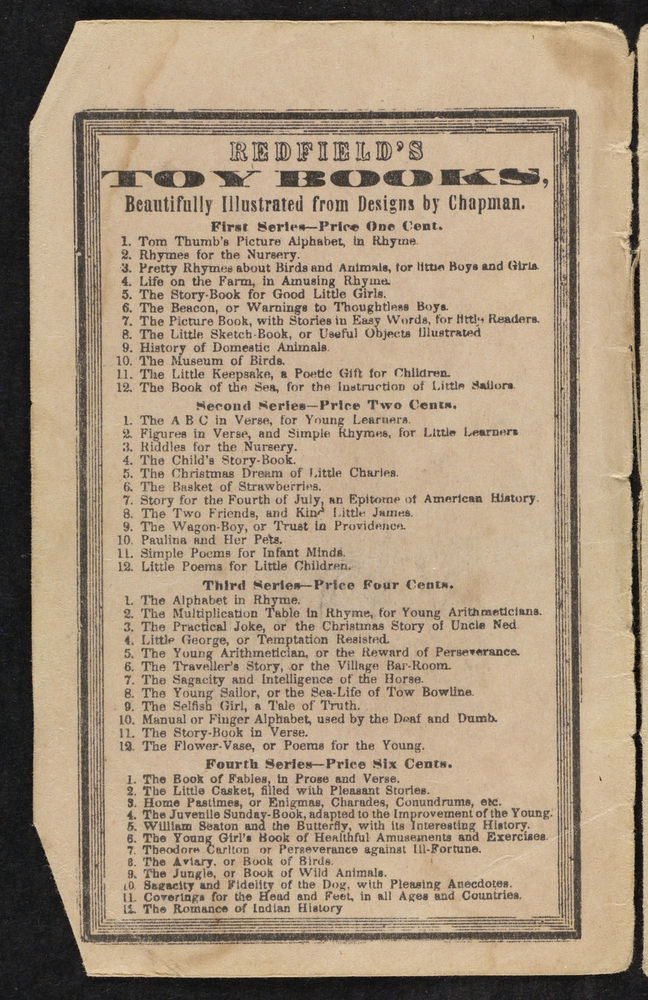 REDFIELD'S
TOY BOOKS,
Beautifully Illustrated from Designs by Chapman.
First Series—Price One Cent.
1. Tom Thumb's Picture Alphabet, in Rhyme.
2. Rhymes for the Nursery.
3. Pretty Rhymes about Birds and Animals, for little Boys and Girls.
4. Life on the Farm, in Amusing Rhyme.
5. The Story-Book for Good Little Girls.
6. The Beacon, or Warnings to Thoughtless Boys.
7. The Picture Book, with Stories in Easy Words, for little Readers.
8. The Little Sketch-Book, or Useful Objects Illustrated
9. History of Domestic Animals.
10. The Museum of Birds.
11. The Little Keepsake, a Poetic Gift for Children.
12. The Book of the Sea, for the Instruction of Little Sailors.
Second Series—Price Two Cents.
1. The A B C in Verse, for Young Learners.
2. Figures in Verse, and Simple Rhymes, for Little Learners
3. Riddles for the Nursery.
4. The Child's Story-Book.
5. The Christmas Dream of Little Charles.
6. The Basket of Strawberries.
7. Story for the Fourth of July, an Epitome of American History.
8. The Two Friends, and Kind Little James.
9. The Wagon-Boy, or Trust in Providence.
10. Paulina and Her Pets.
11. Simple Poems for Infant Minds.
12. Little Poems for Little Children.
Third Series—Price Four Cents.
1. The Alphabet in Rhyme.
2. The Multiplication Table in Rhyme, for Young Arithmeticians.
3. The Practical Joke, or the Christmas Story of Uncle Ned.
4. Little George, or Temptation Resisted.
5. The Young Arithmetician, or the Reward of Perseverance.
6. The Traveller's Story, or the Village Bar-Room.
7. The Sagacity and Intelligence of the Horse.
8. The Young Sailor, or the Sea-Life of Tow Bowline.
9. The Selfish Girl, a Tale of Truth.
10. Manual or Finger Alphabet, used by the Deaf and Dumb.
11. The Story-Book in Verse.
12. The Flower-Vase, or Poems for the Young.
Fourth Series—Price Six Cents.
1. The Book of Fables, in Prose and Verse.
2. The Little Casket, filled with Pleasant Stories.
3. Home Pastimes, or Enigmas, Charades, Conundrums, etc.
4. The Juvenile Sunday-Book, adapted to the Improvement of the Young.
5. William Seaton and the Butterfly, with its Interesting History.
6. The Young Girl's Book of Healthful Amusements and Exercises.
7. Theodore Carlton or Perseverance against Ill-Fortune.
8. The Aviary, or Book of Birds.
9. The Jungle, or Book of Wild Animals.
10. Sagacity and Fidelity of the Dog, with Pleasing Anecdotes.
11. Coverings for the Head and Feet, in all Ages and Countries.
12. The Romance of Indian History